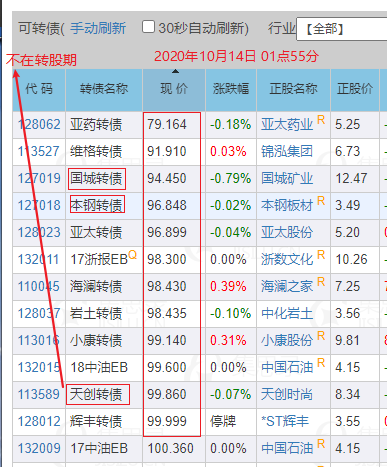 可转债( 手动刷新 30秒自动刷新) 行业 【全部】
2020年10月14日 01点55分
不在转股期
代 码 转债名称 现 价 涨跌幅 正股名称 正股价
128062 亚药转债 79.164 -0.18% 亚太药业 R 5.25
113527 维格转债 91.910 0.03% 锦泓集团 6.73
127019 国城转债 94.450 -0.79% 国城矿业 12.47
127018 本钢转债 96.848 -0.02% 本钢板材 R 3.49
128023 亚太转债 96.899 -0.04% 亚太股份 5.20
132011 17浙报EB Q 98.300 0.00% 浙数文化 R 10.26
110045 海澜转债 98.430 0.39% 海澜之家 R 7.25
128037 岩土转债 98.435 -0.10% 中化岩土 3.56
113016 小康转债 99.140 0.31% 小康股份 R 9.81
132015 18中油EB 99.600 0.00% 中国石油 R 4.15
113589 天创转债 99.860 -0.07% 天创时尚 8.34
128012 辉丰转债 99.999 停牌 *ST辉丰 3.55
132009 17中油EB 100.360 0.00% 中国石油 R 4.15